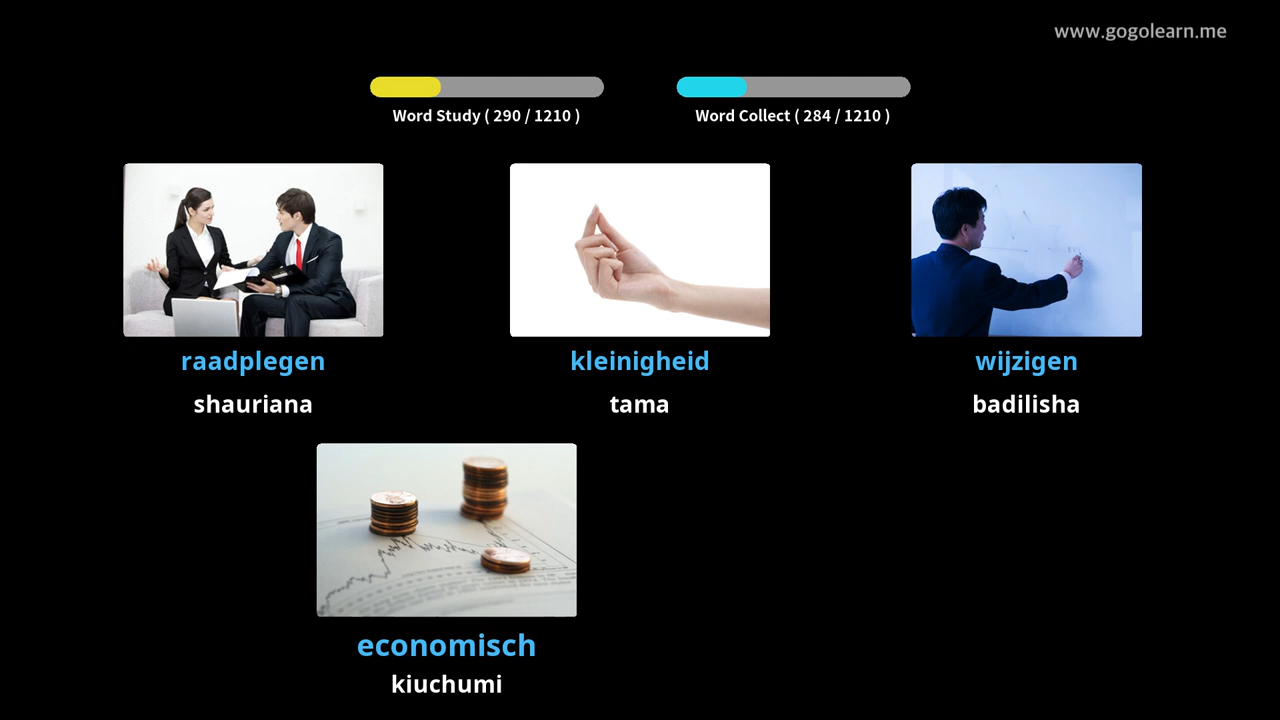 www.gogolearn.me
Word Study ( 290 / 1210 )
Word Collect ( 284 / 1210 )
raadplegen
kleinigheid
wijzigen
shauriana
tama
badilisha
economisch
kiuchumi